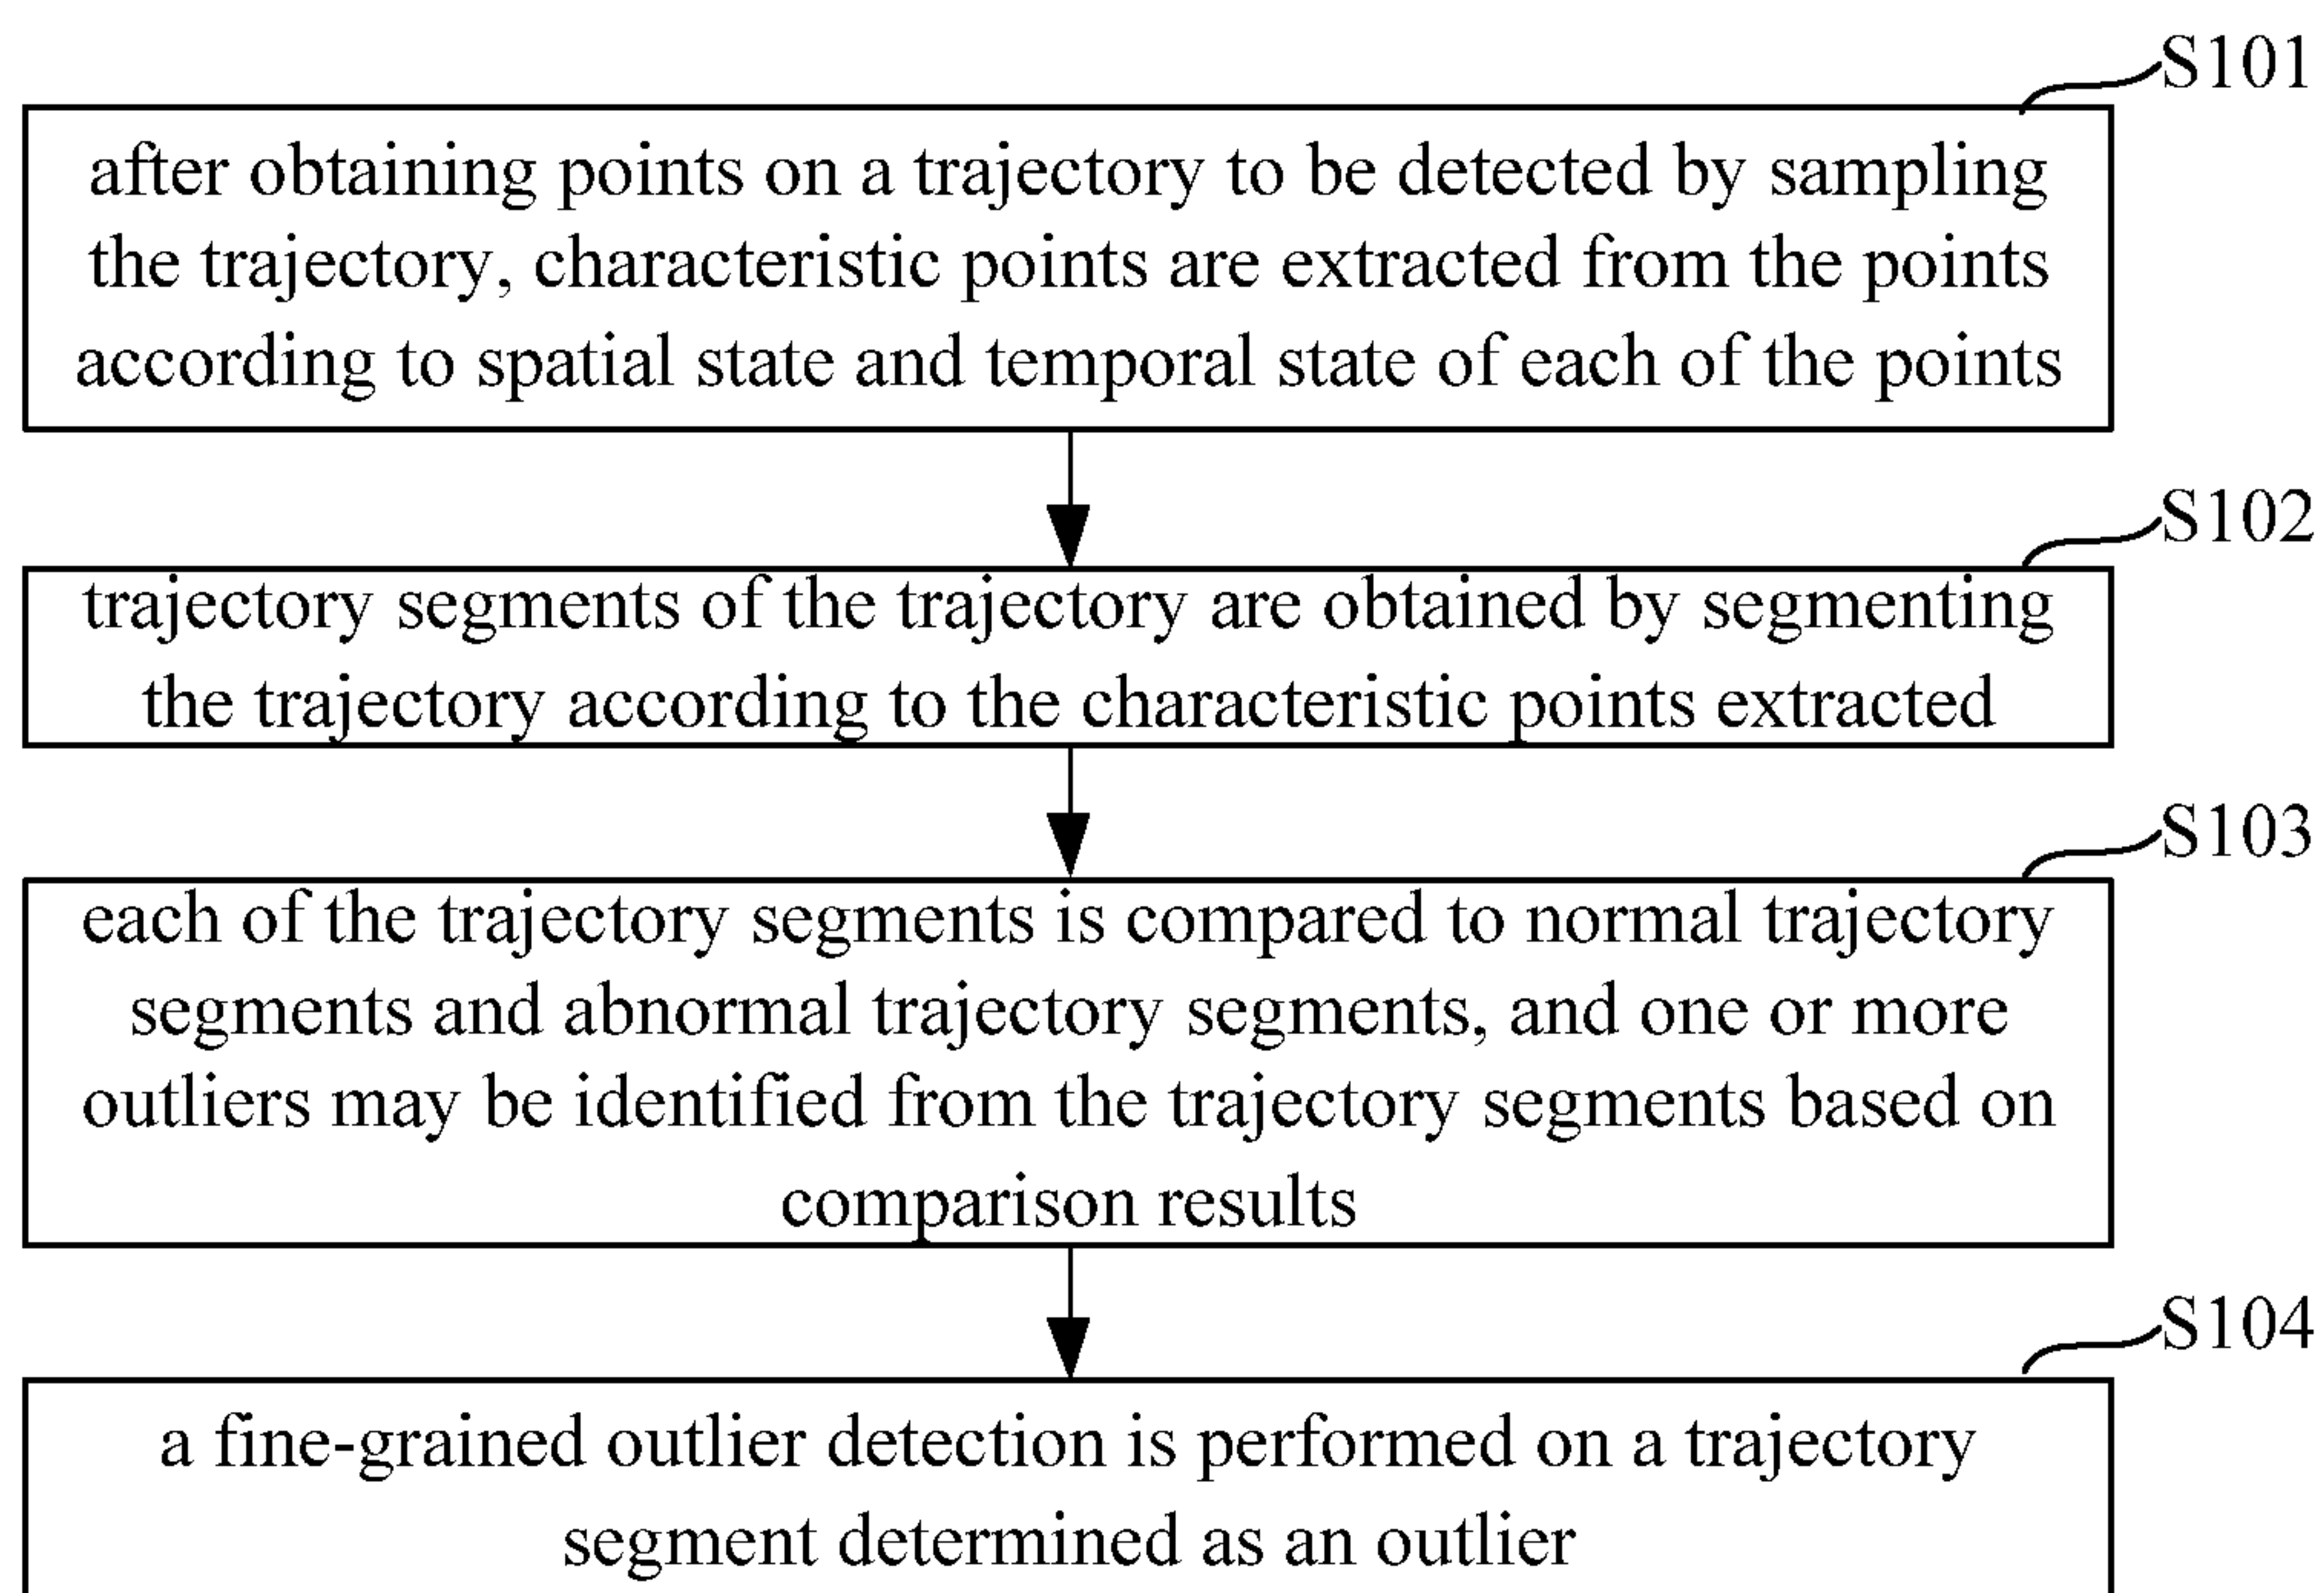 S101
after obtaining points on a trajectory to be detected by sampling
the trajectory, characteristic points are extracted from the points
according to spatial state and temporal state of each of the points
S102
trajectory segments of the trajectory are obtained by segmenting
the trajectory according to the characteristic points extracted
S103
each of the trajectory segments is compared to normal trajectory
segments and abnormal trajectory segments, and one or more
outliers may be identified from the trajectory segments based on
comparison results
S104
a fine-grained outlier detection is performed on a trajectory
segment determined as an outlier